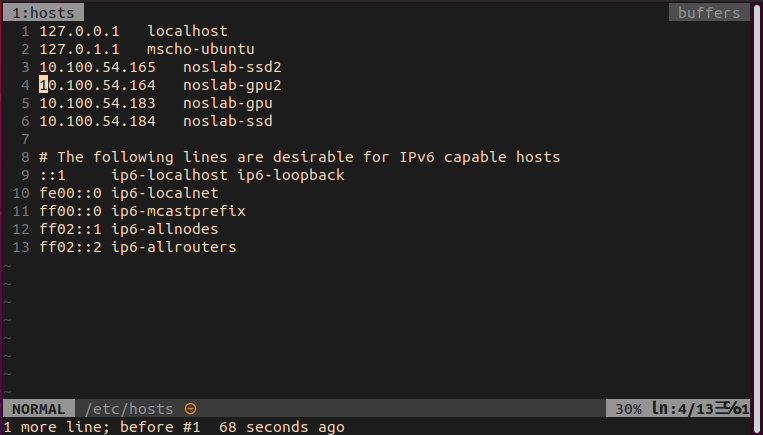 1:hosts buffers
1 127.0.0.1 localhost
2 127.0.1.1 mscho-ubuntu
3 10.100.54.165 noslab-ssd2
4 10.100.54.164 noslab-gpu2
5 10.100.54.183 noslab-gpu
6 10.100.54.184 noslab-ssd
7
8 # The following lines are desirable for IPv6 capable hosts
9 ::1 ip6-localhost ip6-loopback
10 fe00::0 ip6-localnet
11 ff00::0 ip6-mcastprefix
12 ff02::1 ip6-allnodes
13 ff02::2 ip6-allrouters
~
~
~
~
~
~
~
~
NORMAL /etc/hosts ⊝ 30% ln:4/13☰℅1
1 more line; before #1 68 seconds ago